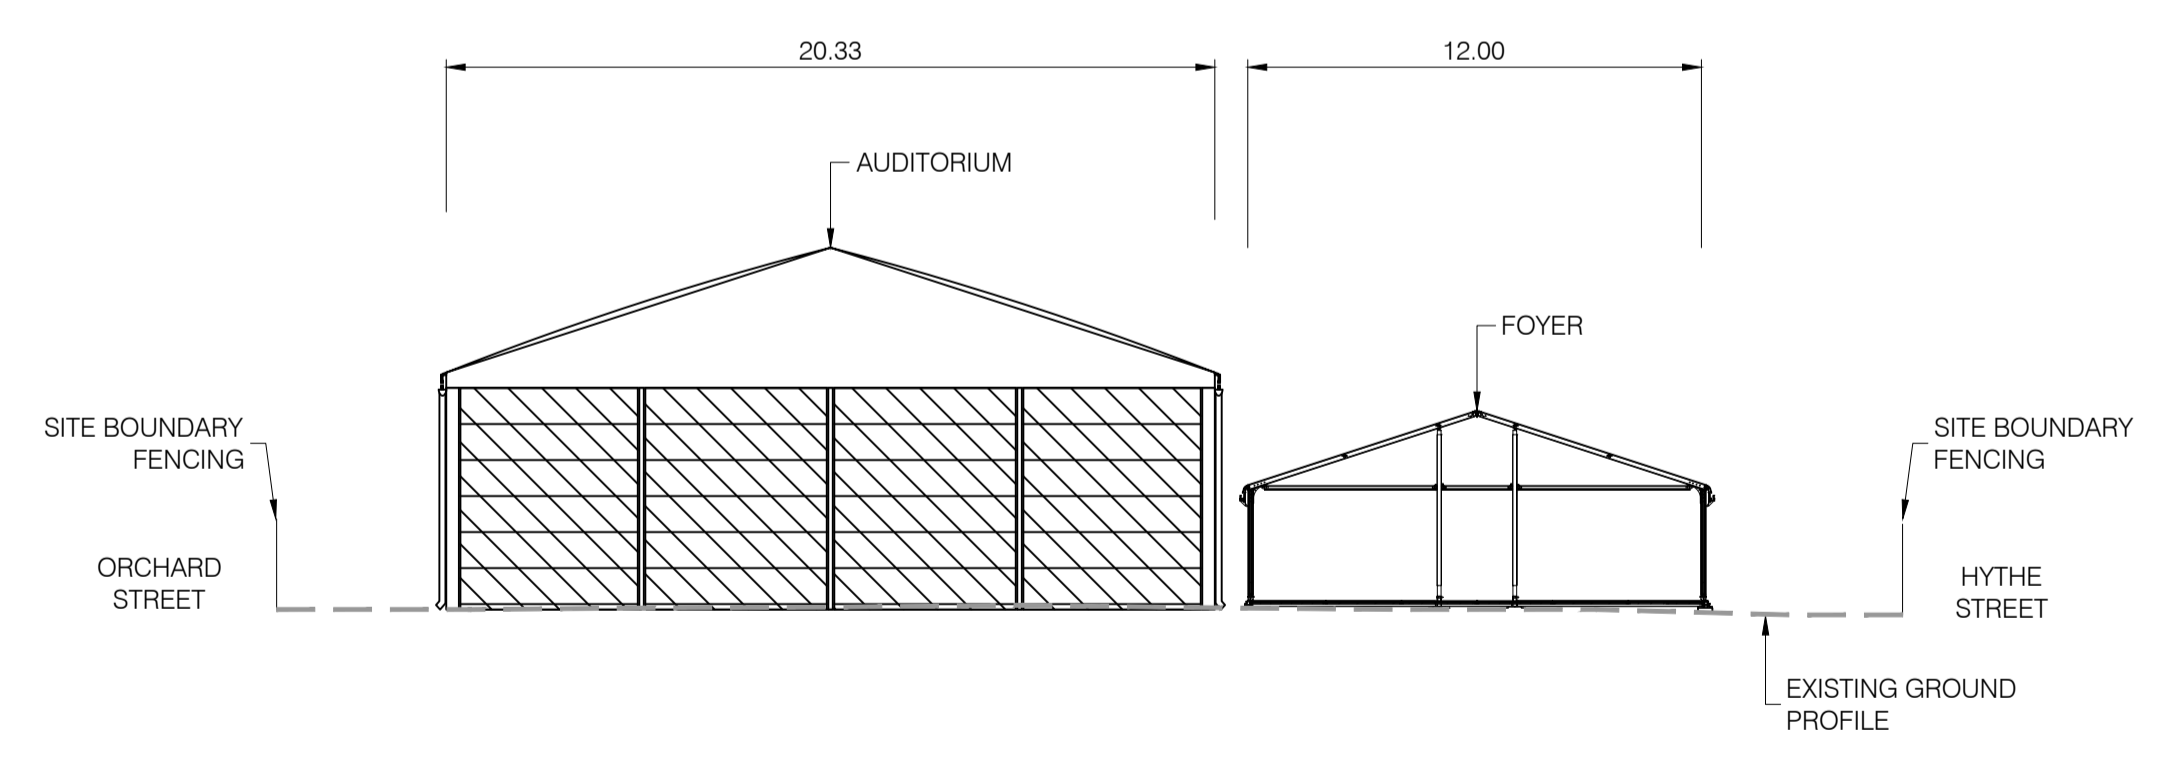 20.33
12.00
AUDITORIUM
FOYER
SITE BOUNDARY
FENCING
SITE BOUNDARY
FENCING
ORCHARD
STREET
HYTHE
STREET
EXISTING GROUND
PROFILE